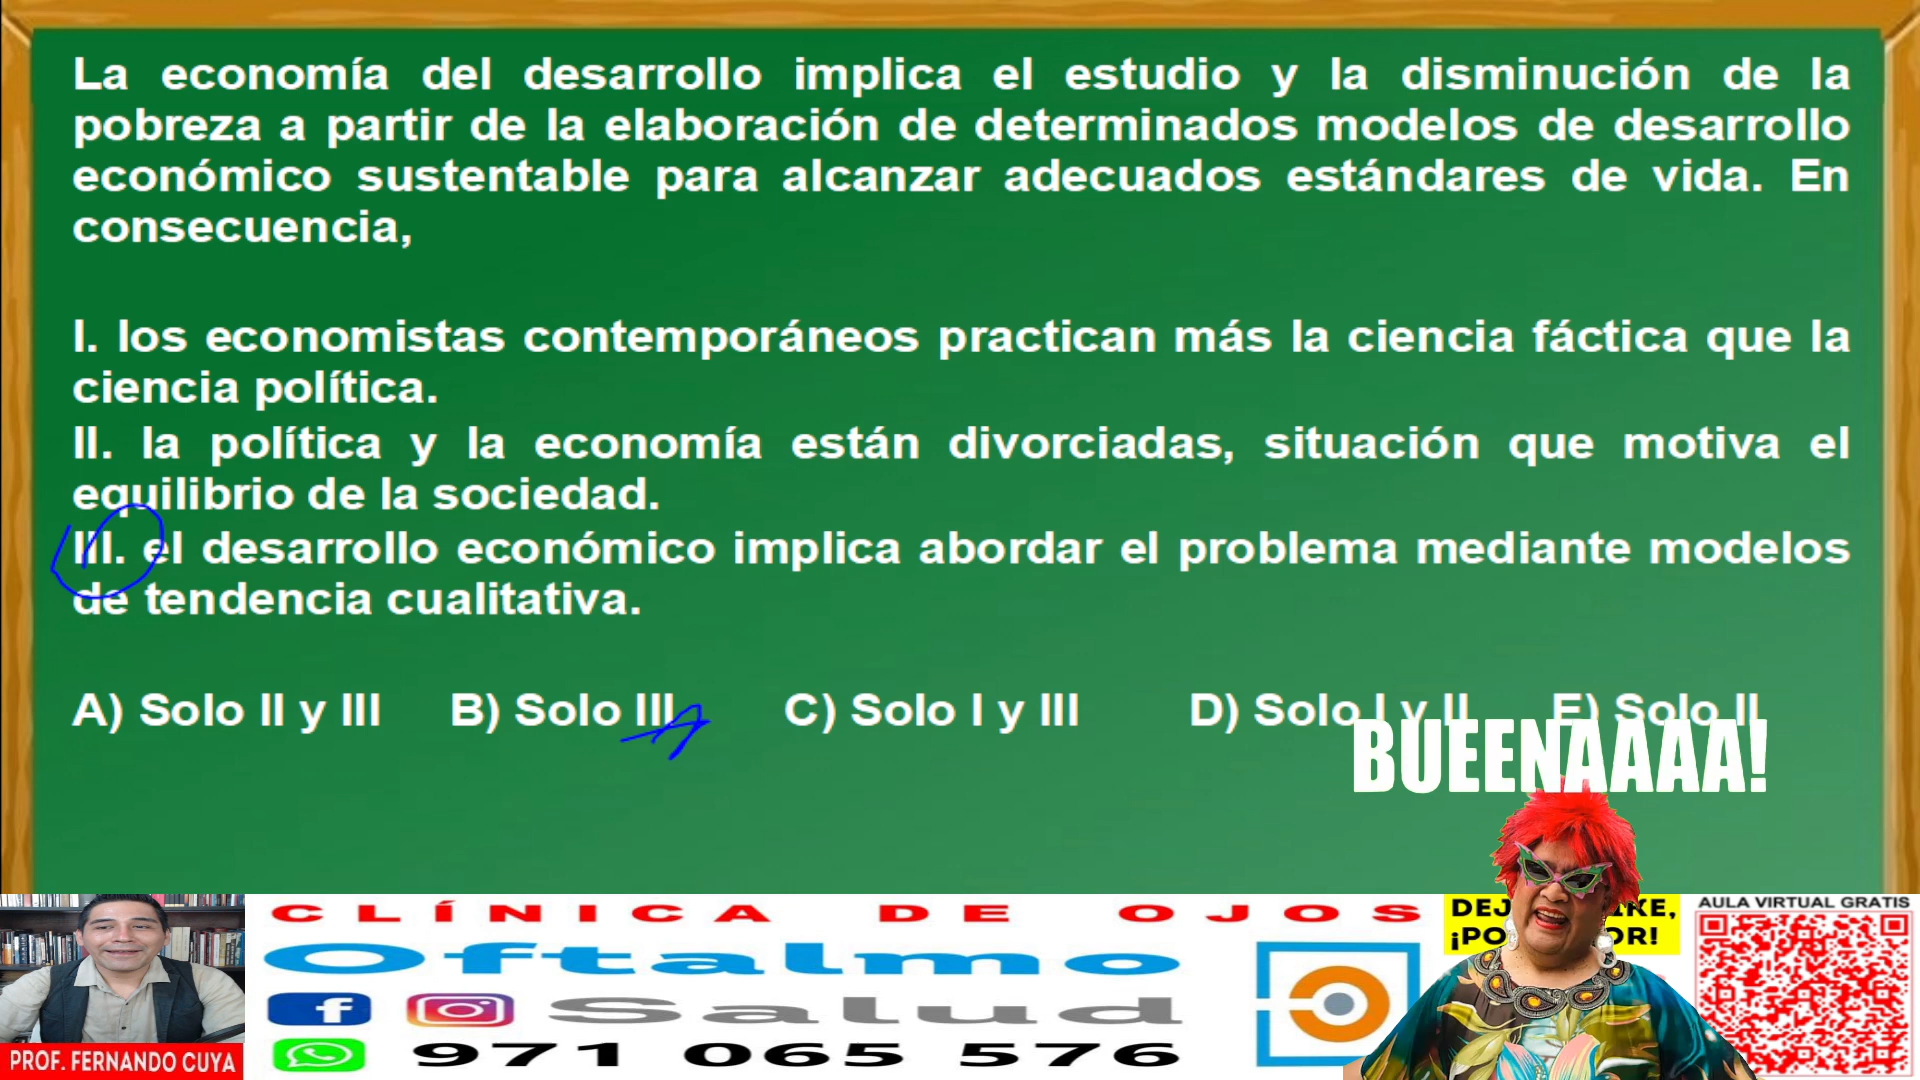 La economía del desarrollo implica el estudio y la disminución de la
pobreza a partir de la elaboración de determinados modelos de desarrollo
económico sustentable para alcanzar adecuados estándares de vida. En
consecuencia,
I. los economistas contemporáneos practican más la ciencia fáctica que la
ciencia política.
II. la política y la economía están divorciadas, situación que motiva el
equilibrio de la sociedad.
III. el desarrollo económico implica abordar el problema mediante modelos
de tendencia cualitativa.
A) Solo II y III B) Solo III C) Solo I y III D) Solo I y II E) Solo II
BUEENAAAA!
CLÍNICA DE OJOS
Oftalmo
Salud
971 065 576
PROF. FERNANDO CUYA
AULA VIRTUAL GRATIS